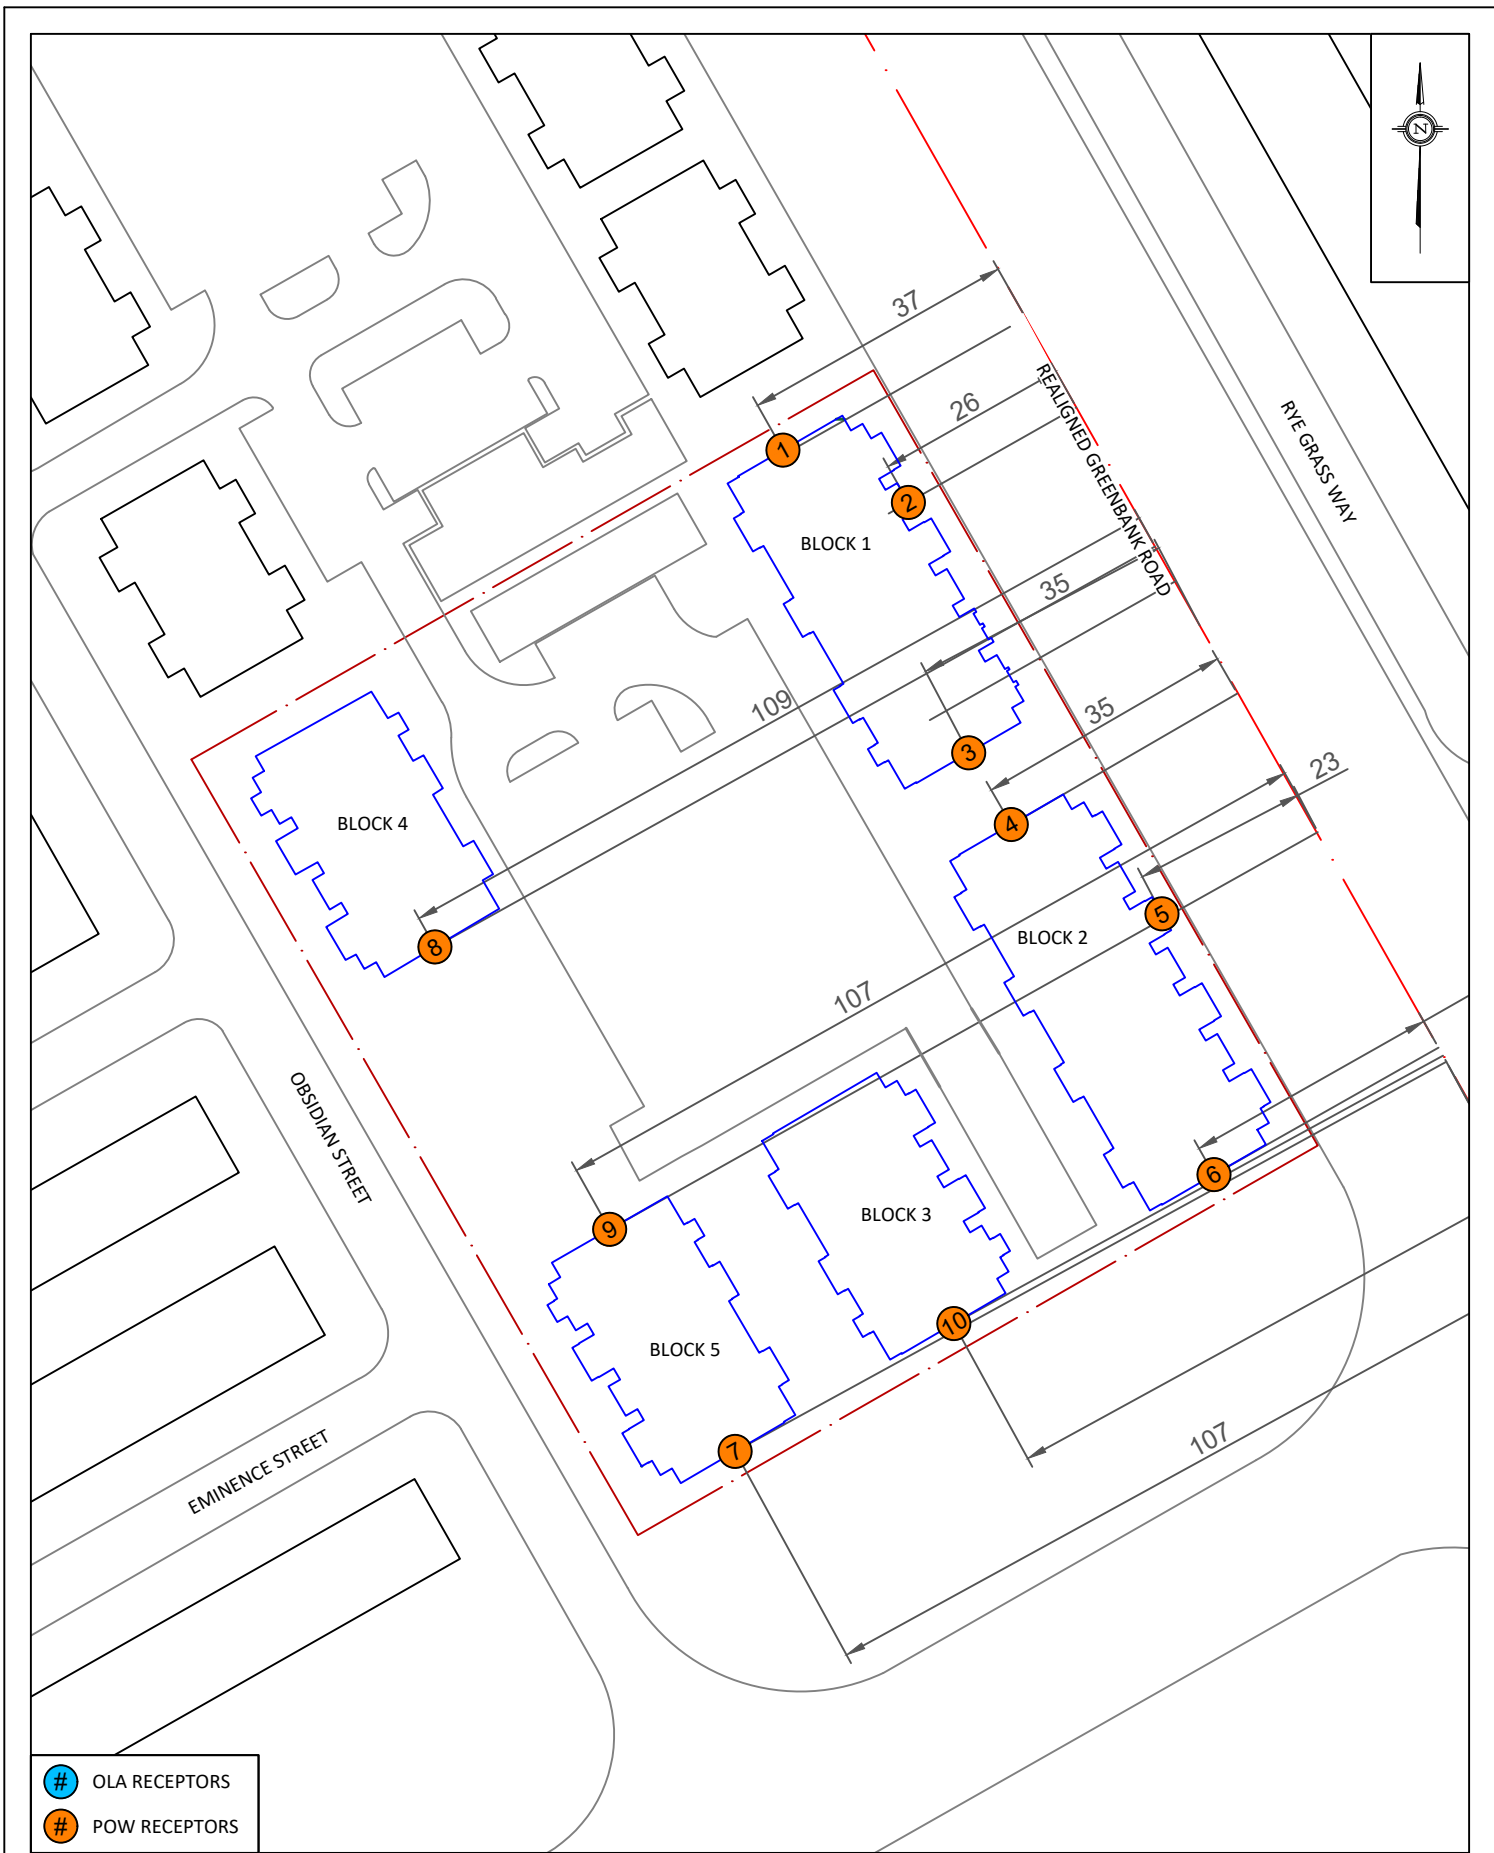 N
37
26
REALIGNED GREENBANK ROAD
RYE GRASS WAY
1
2
BLOCK 1
35
109
35
3
BLOCK 4
4
23
5
BLOCK 2
8
107
OBSIDIAN STREET
6
BLOCK 3
9
10
BLOCK 5
7
107
EMINENCE STREET
# OLA RECEPTORS
# POW RECEPTORS